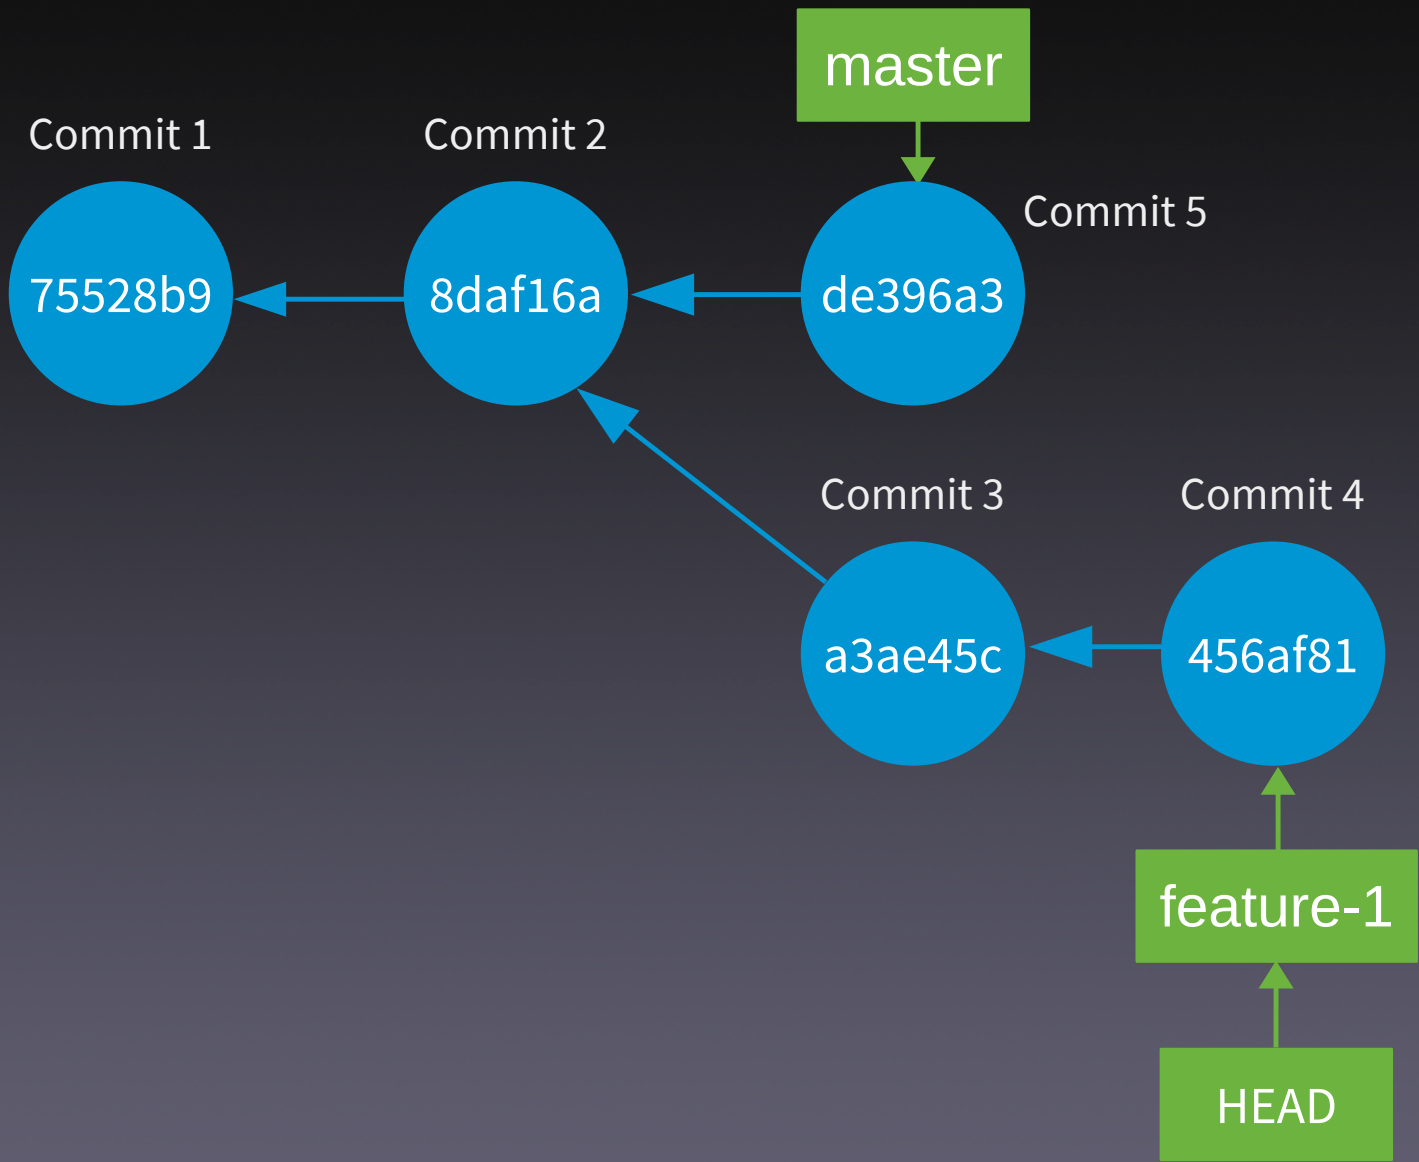 master
Commit 1
Commit 2
Commit 5
75528b9
8daf16a
de396a3
Commit 3
Commit 4
a3ae45c
456af81
feature-1
HEAD